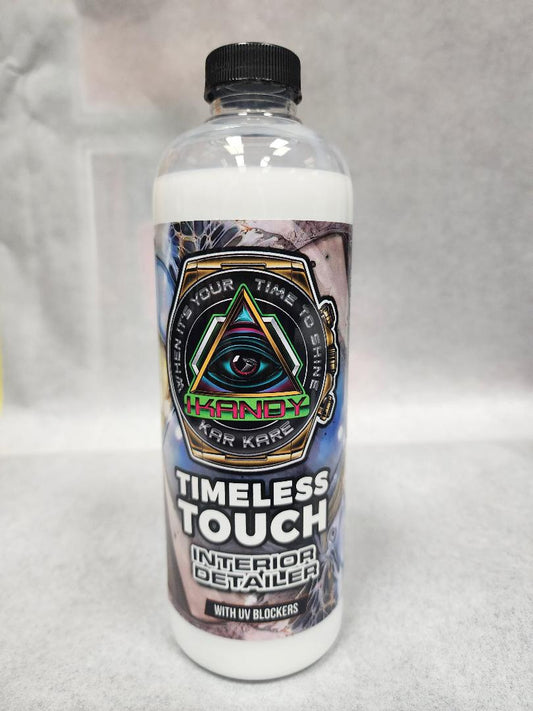 WHEN IT'S YOUR TIME TO SHINE
IKANDY
KAR KARE
TIMELESS
TOUCH
INTERIOR
DETAILER
WITH UV BLOCKERS